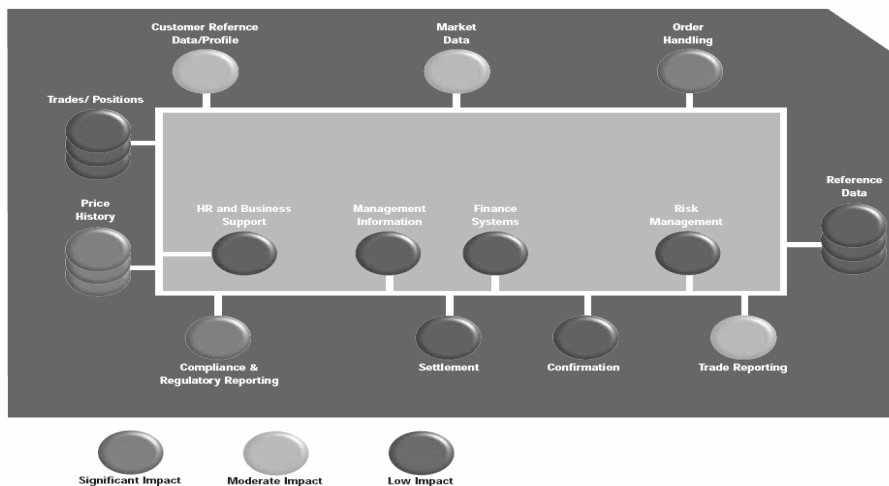 Customer Refernce
Data/Profile
Market
Data
Order
Handling
Trades/ Positions
Price
History
HR and Business
Support
Management
Information
Finance
Systems
Risk
Management
Reference
Data
Compliance &
Regulatory Reporting
Settlement
Confirmation
Trade Reporting
Significant Impact
Moderate Impact
Low Impact